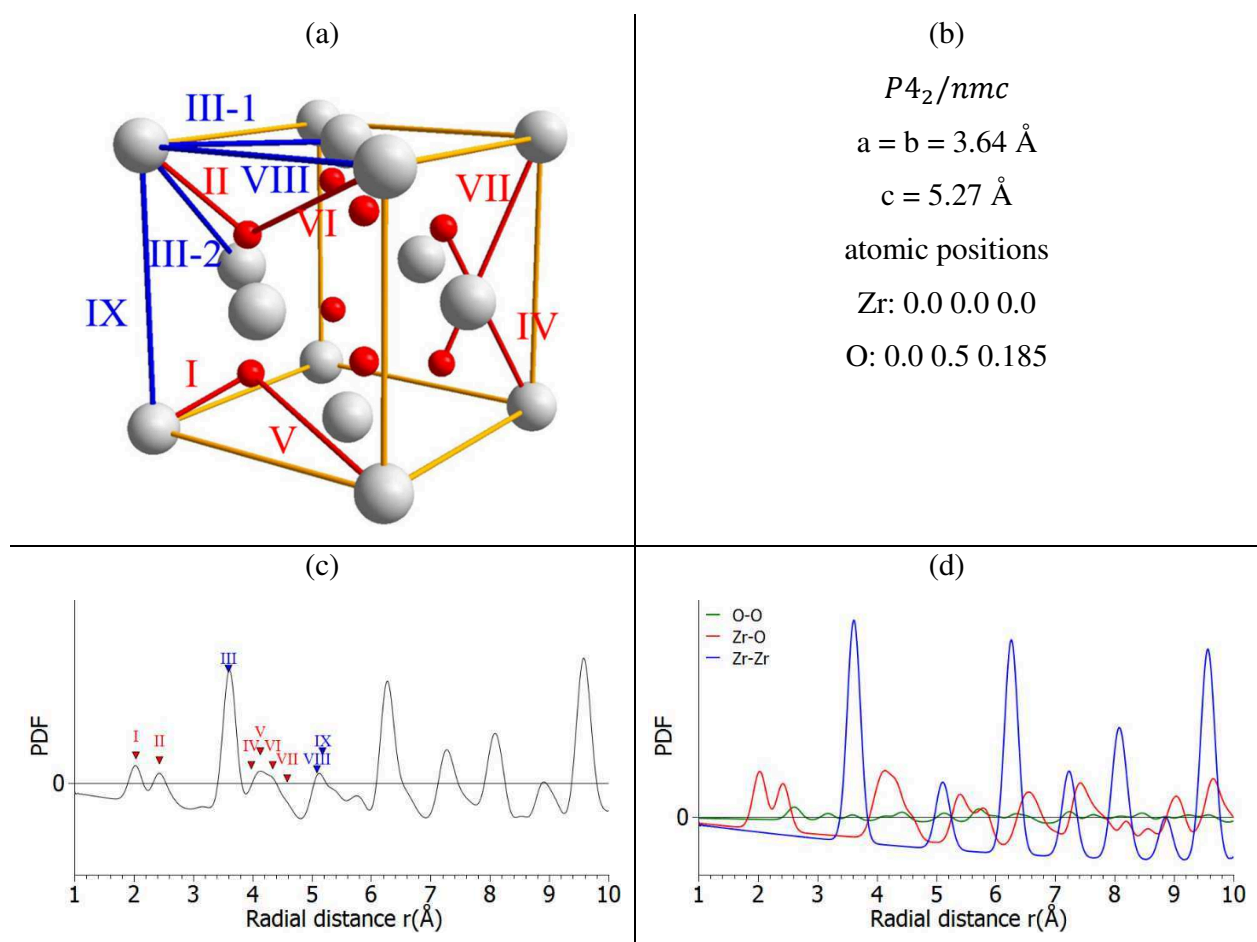 (a)
III-1
II
VIII
VI
VII
III-2
IX
IV
I
V
(b)
P4₂/nmc
a = b = 3.64 Å
c = 5.27 Å
atomic positions
Zr: 0.0 0.0 0.0
O: 0.0 0.5 0.185
(c)
PDF
0
III
I
II
V
IV VI
VII
IX
VIII
1 2 3 4 5 6 7 8 9 10
Radial distance r(Å)
(d)
O-O
Zr-O
Zr-Zr
PDF
0
1 2 3 4 5 6 7 8 9 10
Radial distance r(Å)